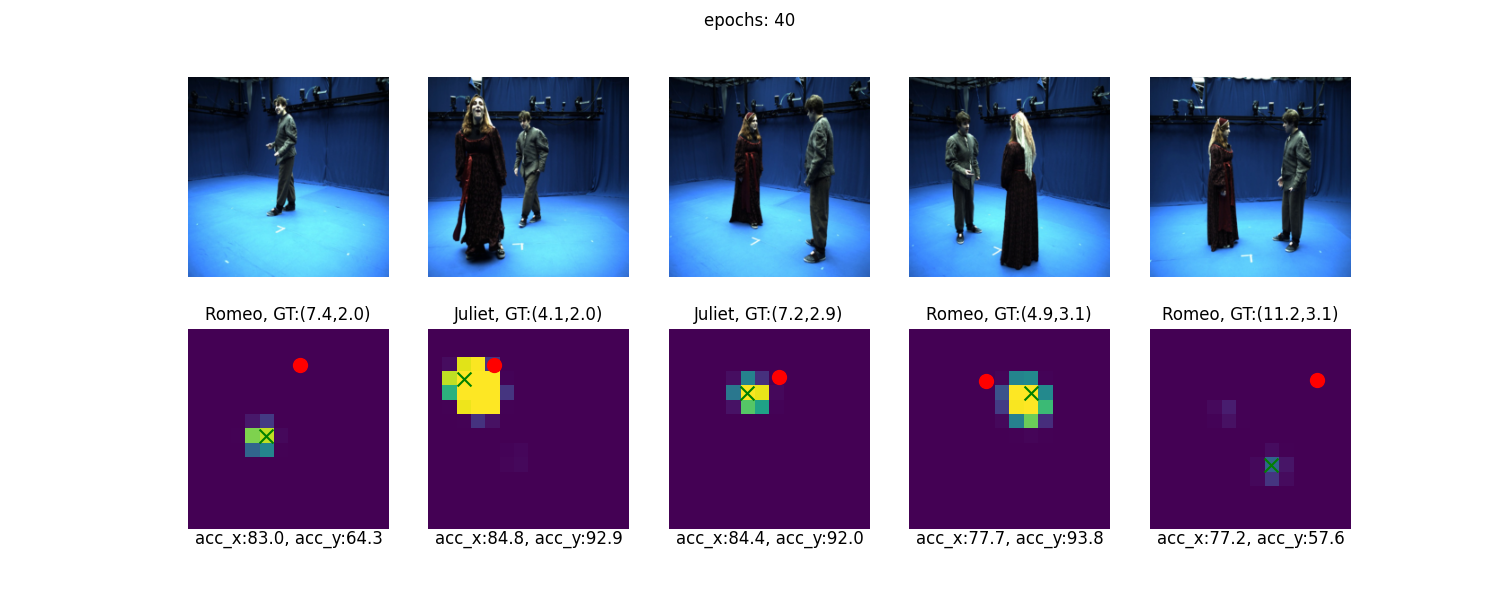 epochs: 40
Romeo, GT:(7.4,2.0)
Juliet, GT:(4.1,2.0)
Juliet, GT:(7.2,2.9)
Romeo, GT:(4.9,3.1)
Romeo, GT:(11.2,3.1)
acc_x:83.0, acc_y:64.3
acc_x:84.8, acc_y:92.9
acc_x:84.4, acc_y:92.0
acc_x:77.7, acc_y:93.8
acc_x:77.2, acc_y:57.6